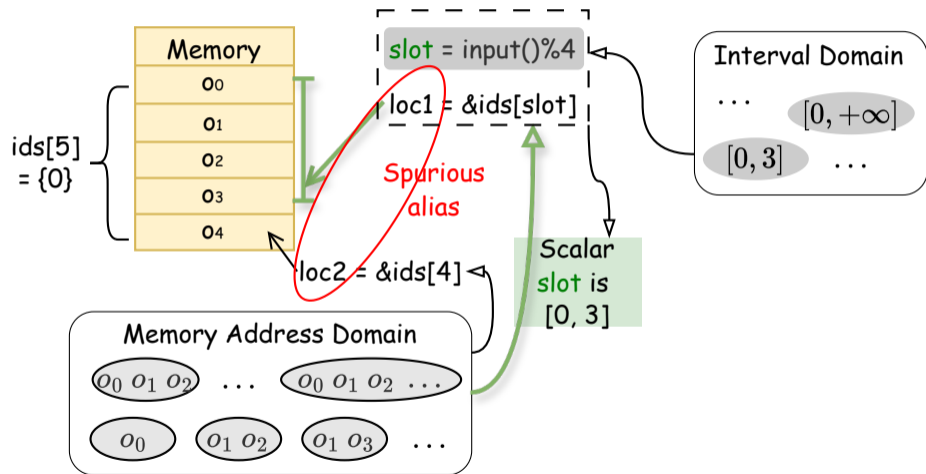 Memory
o0
o1
o2
o3
o4
ids[5]
= {0}
slot = input()%4
loc1 = &ids[slot]
Spurious
alias
loc2 = &ids[4]
Interval Domain
...
[0, +∞]
[0, 3]
...
Scalar
slot is
[0, 3]
Memory Address Domain
o0 o1 o2 ... o0 o1 o2 ...
o0 o1 o2 o1 o3 ...